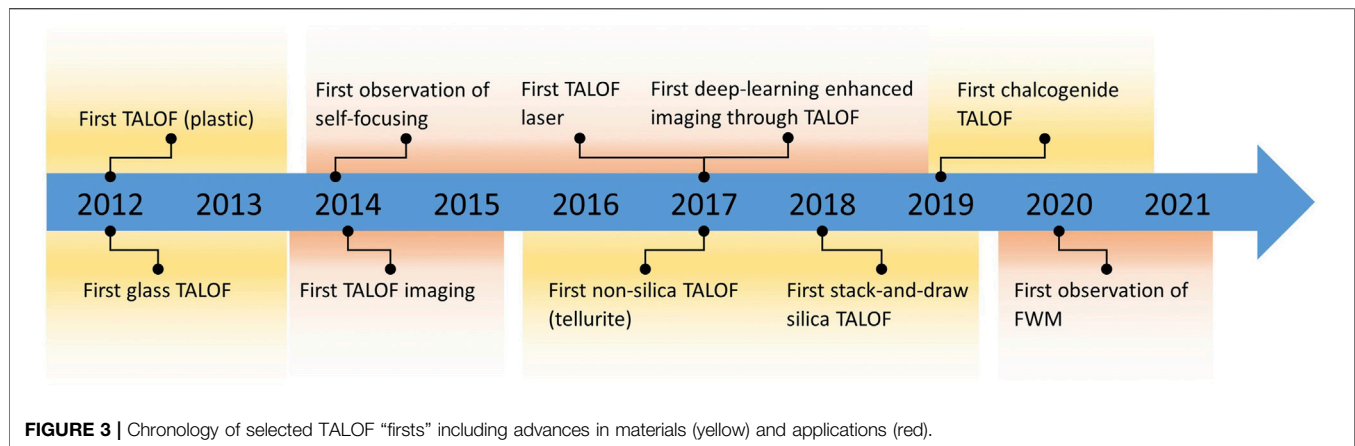 First TALOF (plastic)
First observation of
self-focusing
First TALOF
laser
First deep-learning enhanced
imaging through TALOF
First chalcogenide
TALOF
2012 2013 2014 2015 2016 2017 2018 2019 2020 2021
First glass TALOF
First TALOF imaging
First non-silica TALOF
(tellurite)
First stack-and-draw
silica TALOF
First observation of
FWM
FIGURE 3 | Chronology of selected TALOF “firsts” including advances in materials (yellow) and applications (red).